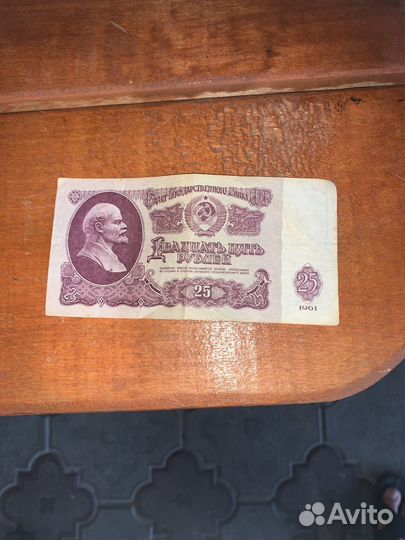 Билет Государственного Банка СССР
Двадцать пять
рублей
25
25
1961
Avito